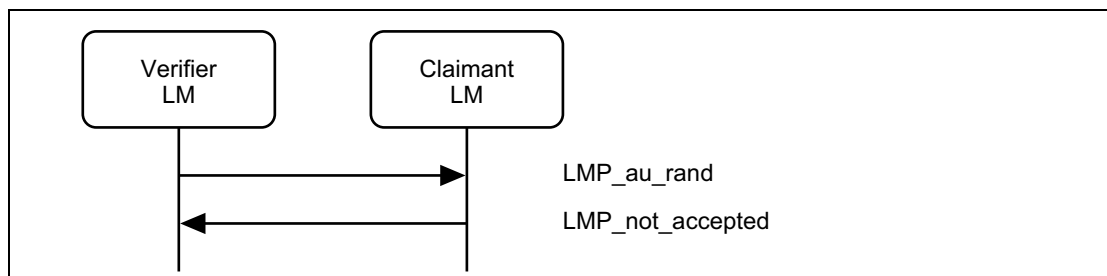 Verifier
LM
Claimant
LM
LMP_au_rand
LMP_not_accepted